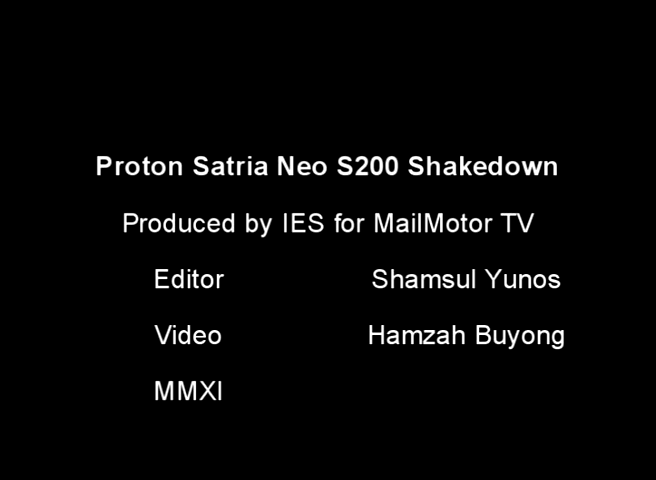 Proton Satria Neo S200 Shakedown
Produced by IES for MailMotor TV
Editor Shamsul Yunos
Video Hamzah Buyong
MMXI